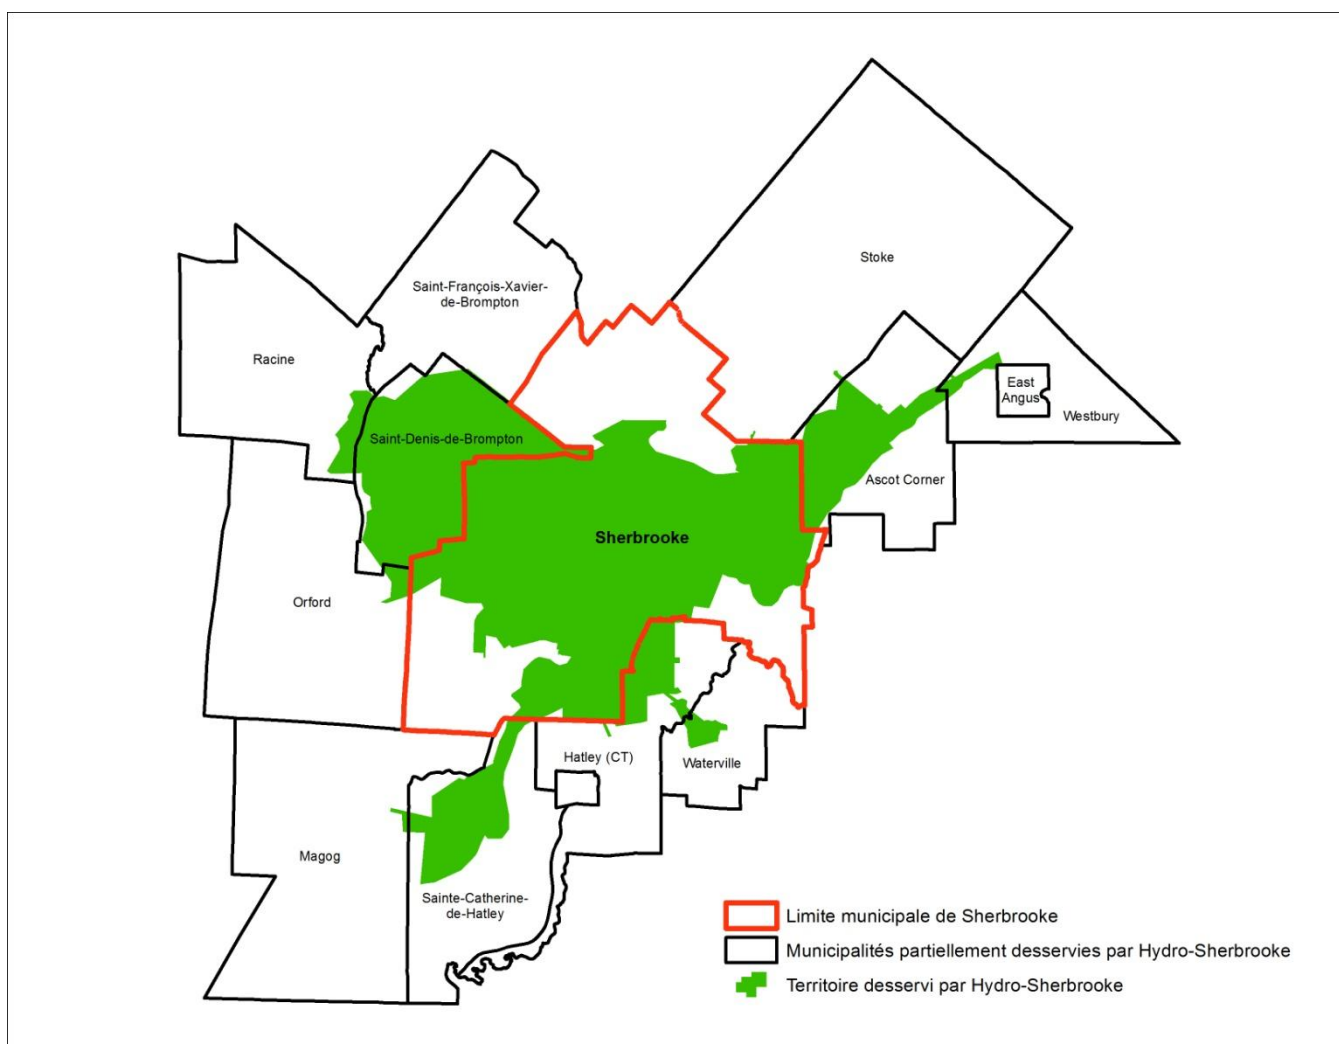 Stoke
Saint-François-Xavier-
de-Brompton
Racine
East
Angus
Westbury
Saint-Denis-de-Brompton
Ascot Corner
Sherbrooke
Orford
Hatley (CT)
Waterville
Magog
Sainte-Catherine-
de-Hatley
Limite municipale de Sherbrooke
Municipalités partiellement desservies par Hydro-Sherbrooke
Territoire desservi par Hydro-Sherbrooke